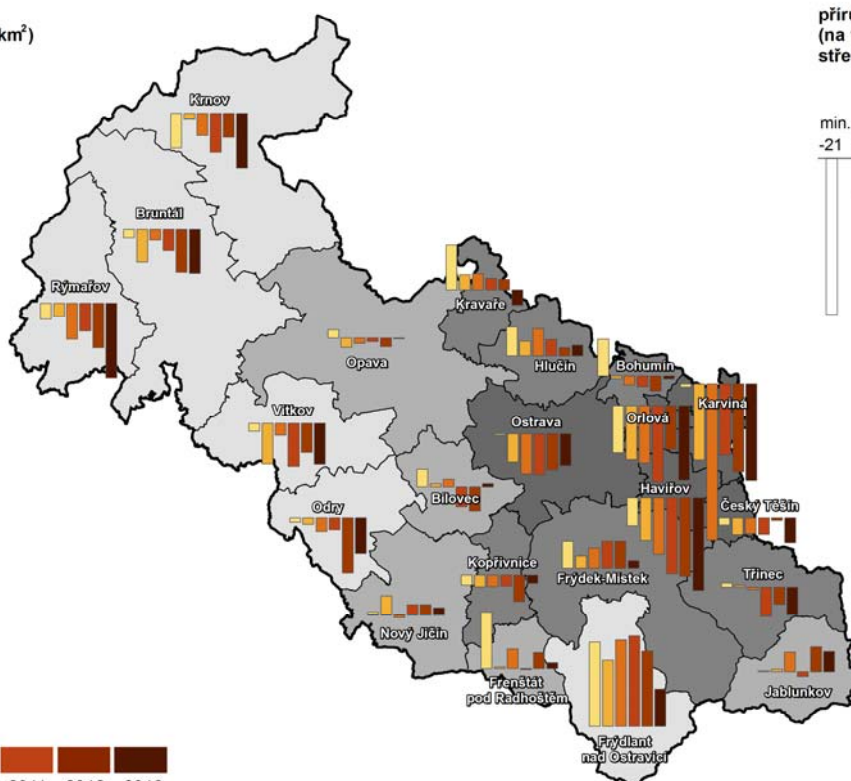 km²)
přírů
(na
stře
min.
-21
Krnov
Bruntál
Rýmařov
Kravaře
Opava
Hlučín
Bohumín
Karviná
Vítkov
Ostrava
Orlová
Bílovec
Havířov
Odry
Český Těšín
Kopřivnice
Frýdek-Místek
Třinec
Nový Jičín
Frenštát
pod Radhoštěm
Jablunkov
Frýdlant
nad Ostravicí